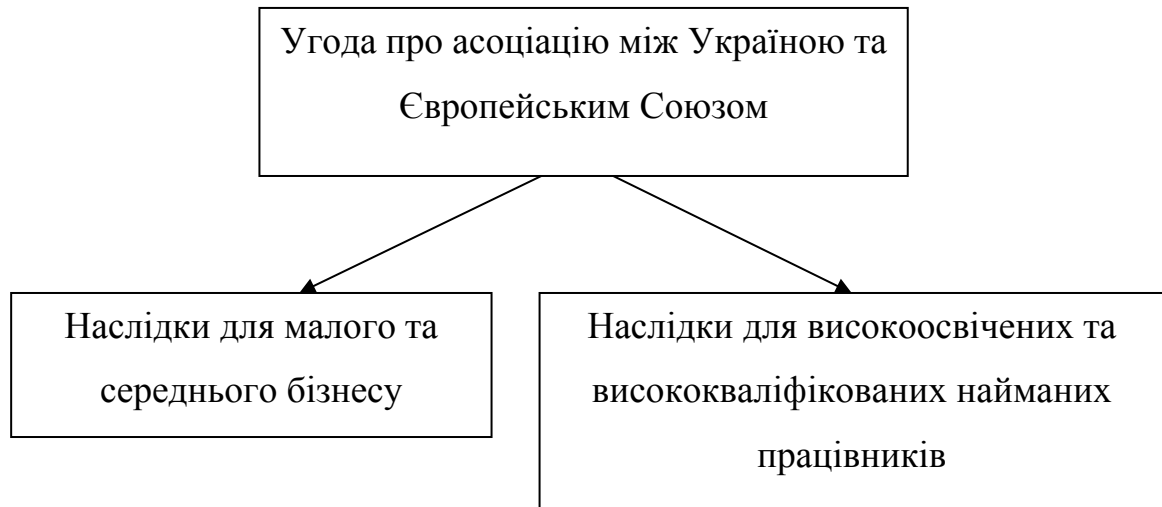 Угода про асоціацію між Україною та
Європейським Союзом
Наслідки для малого та
середнього бізнесу
Наслідки для високоосвічених та
висококваліфікованих найманих
працівників